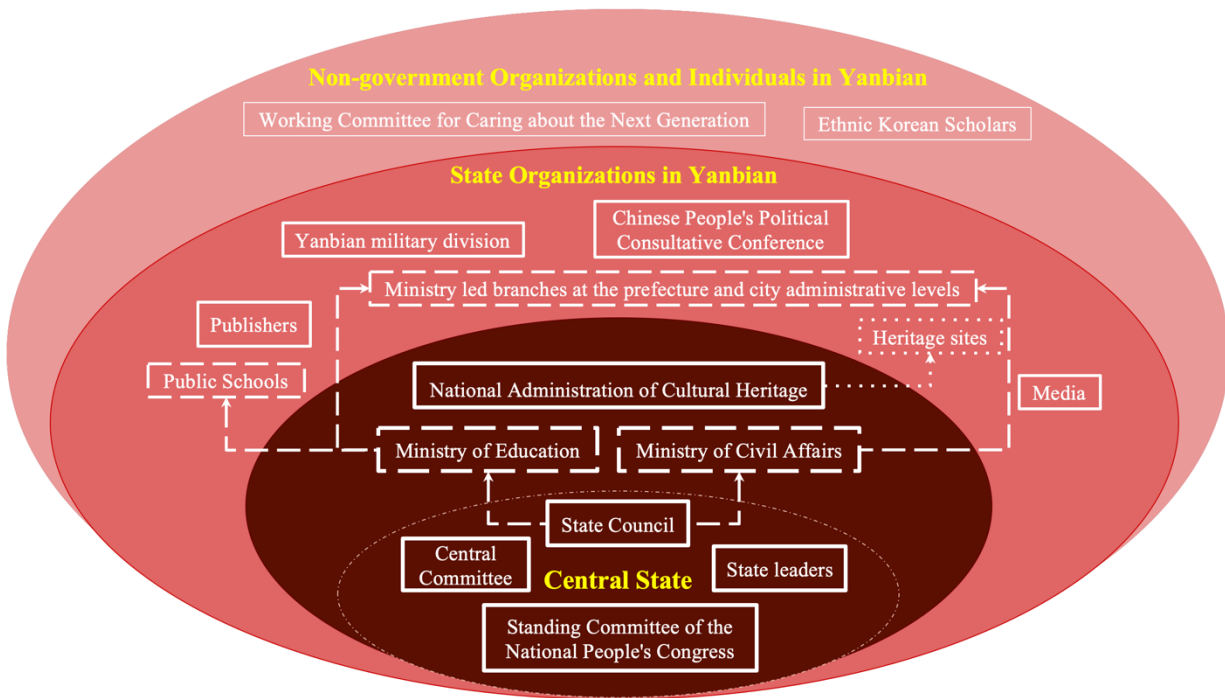 Non-government Organizations and Individuals in Yanbian
Working Committee for Caring about the Next Generation
Ethnic Korean Scholars
State Organizations in Yanbian
Yanbian military division
Chinese People's Political
Consultative Conference
Ministry led branches at the prefecture and city administrative levels
Publishers
Heritage sites
Public Schools
National Administration of Cultural Heritage
Media
Ministry of Education
Ministry of Civil Affairs
State Council
Central
Committee
Central State
State leaders
Standing Committee of the
National People's Congress